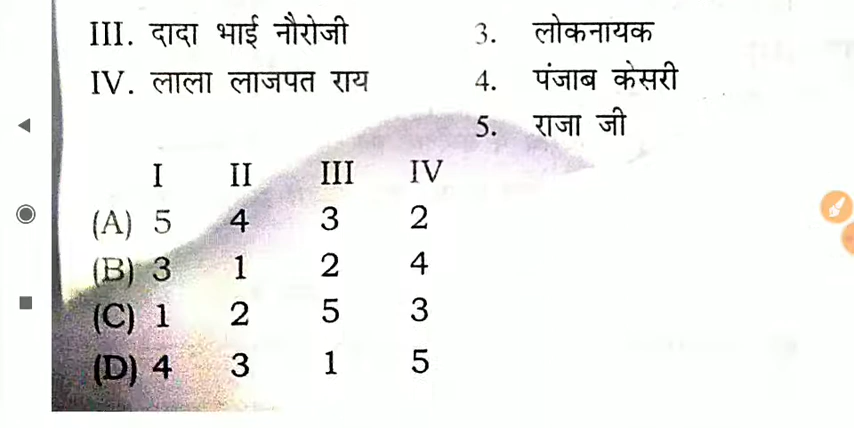 III. दादा भाई नौरोजी 3. लोकनायक
IV. लाला लाजपत राय 4. पंजाब केसरी
5. राजा जी
I II III IV
(A) 5 4 3 2
(B) 3 1 2 4
(C) 1 2 5 3
(D) 4 3 1 5